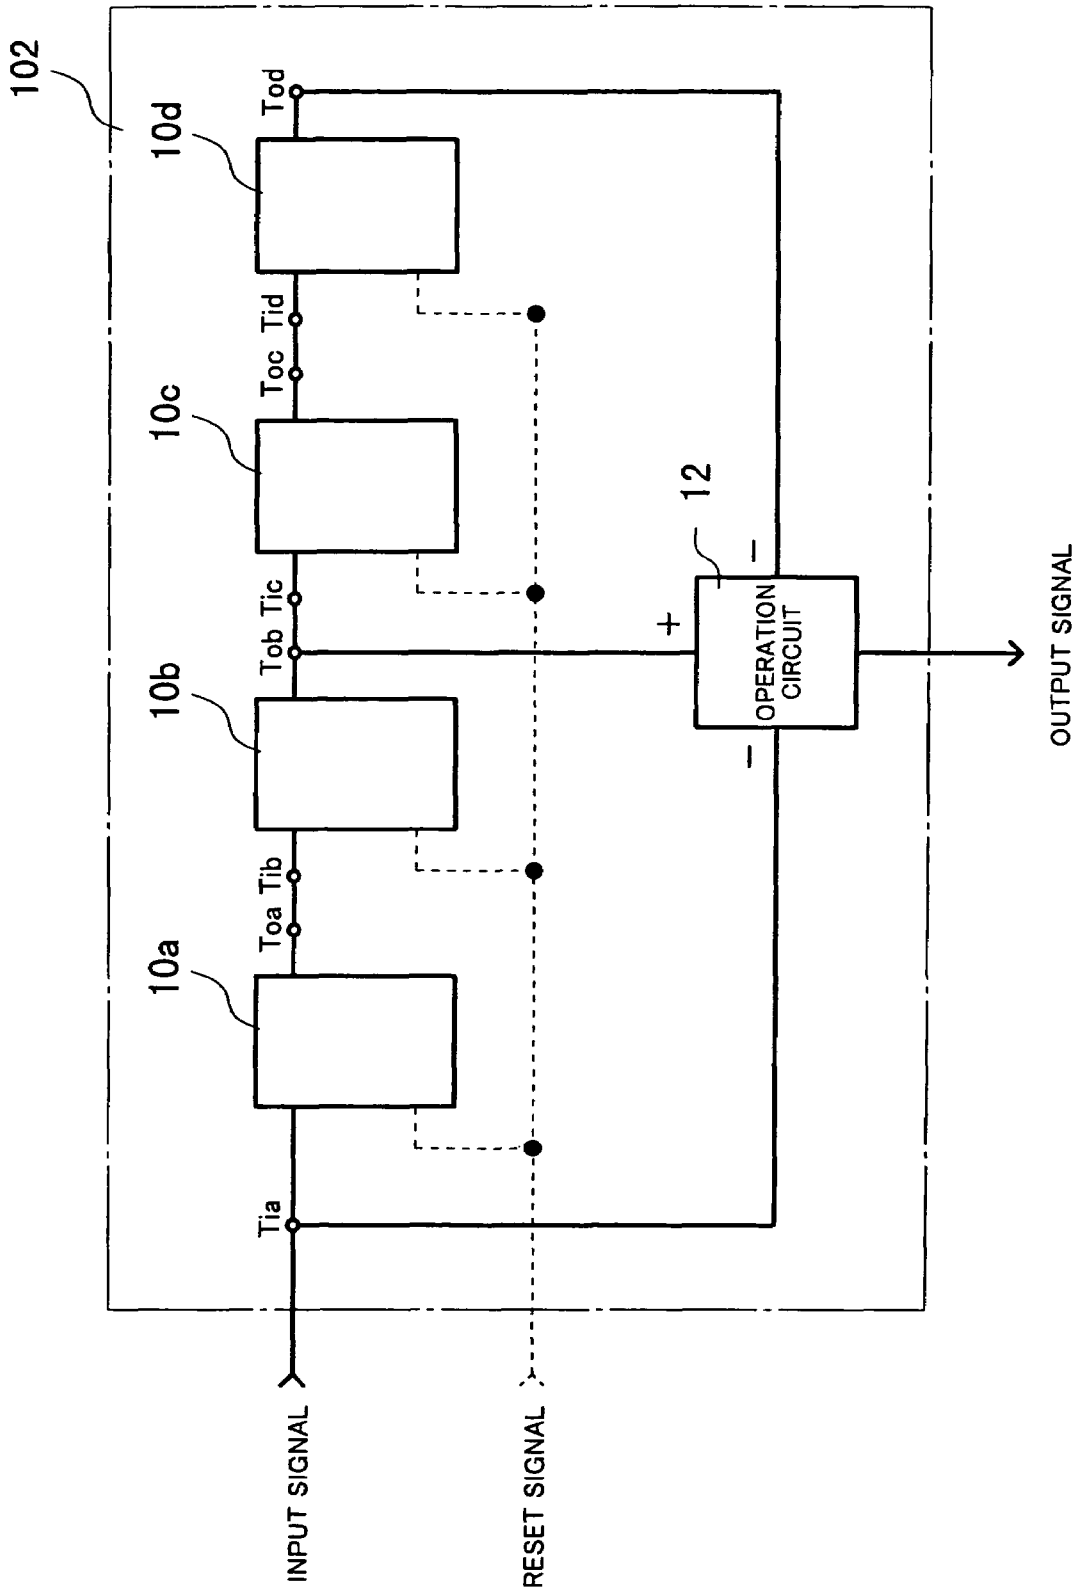 102
10a
10b
10c
10d
Tia
Toa
Tib
Tob
Tic
Toc
Tid
Tod
INPUT SIGNAL
RESET SIGNAL
12
+
−
−
OPERATION
CIRCUIT
OUTPUT SIGNAL